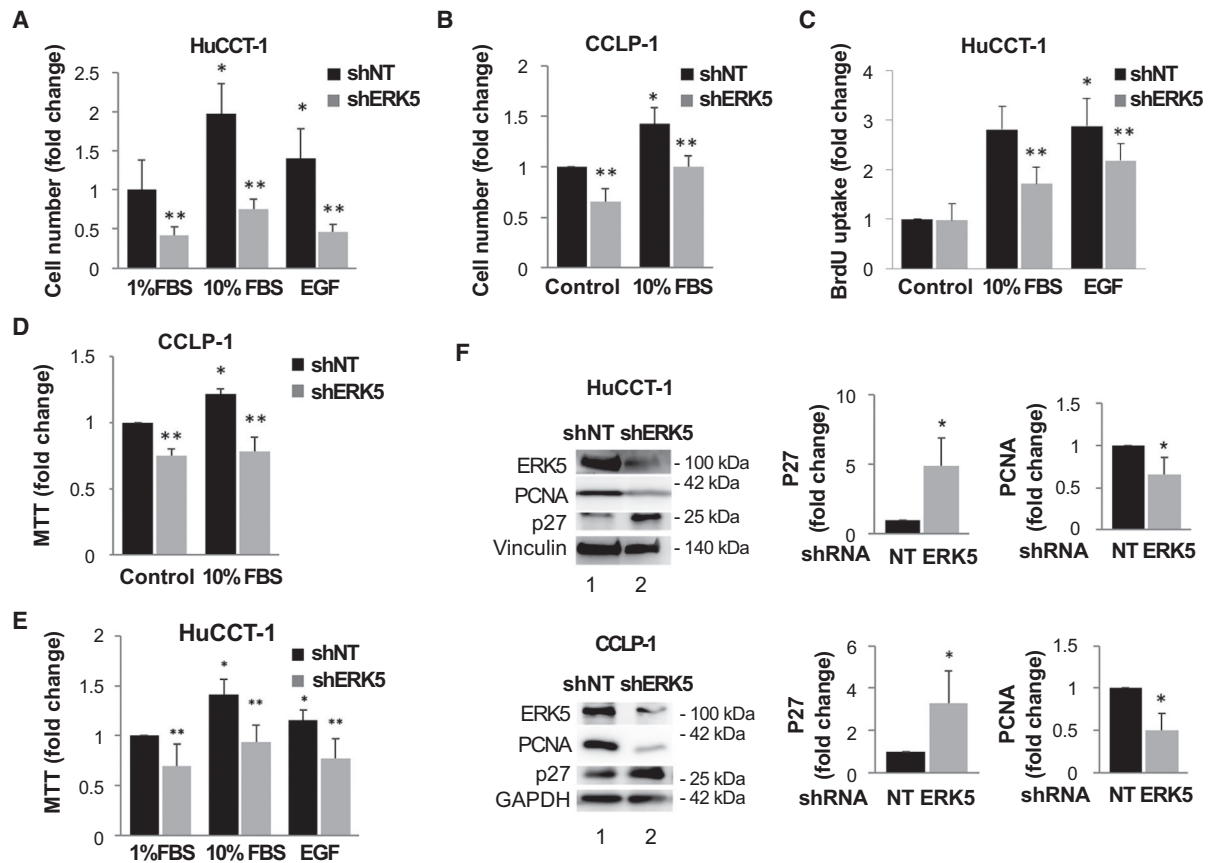 A
HuCCT-1
Cell number (fold change)
2.5
2
1.5
1
0.5
0
*
**
*
**
*
**
shNT
shERK5
1%FBS 10% FBS EGF
B
CCLP-1
Cell number (fold change)
2
1.5
1
0.5
0
**
*
**
shNT
shERK5
Control 10% FBS
C
HuCCT-1
BrdU uptake (fold change)
4
3
2
1
0
**
*
**
shNT
shERK5
Control 10% FBS EGF
D
CCLP-1
MTT (fold change)
1.5
1
0.5
0
**
*
**
shNT
shERK5
Control 10% FBS
E
HuCCT-1
MTT (fold change)
2
1.5
1
0.5
0
**
*
**
*
**
shNT
shERK5
1%FBS 10% FBS EGF
F
HuCCT-1
shNT shERK5
ERK5 - 100 kDa
PCNA - 42 kDa
p27 - 25 kDa
Vinculin - 140 kDa
1 2
P27
(fold change)
10
5
0
*
shRNA NT ERK5
PCNA
(fold change)
1.5
1
0.5
0
*
shRNA NT ERK5
CCLP-1
shNT shERK5
ERK5 - 100 kDa
PCNA - 42 kDa
p27 - 25 kDa
GAPDH - 42 kDa
1 2
P27
(fold change)
6
4
2
0
*
shRNA NT ERK5
PCNA
(fold change)
1.5
1
0.5
0
*
shRNA NT ERK5